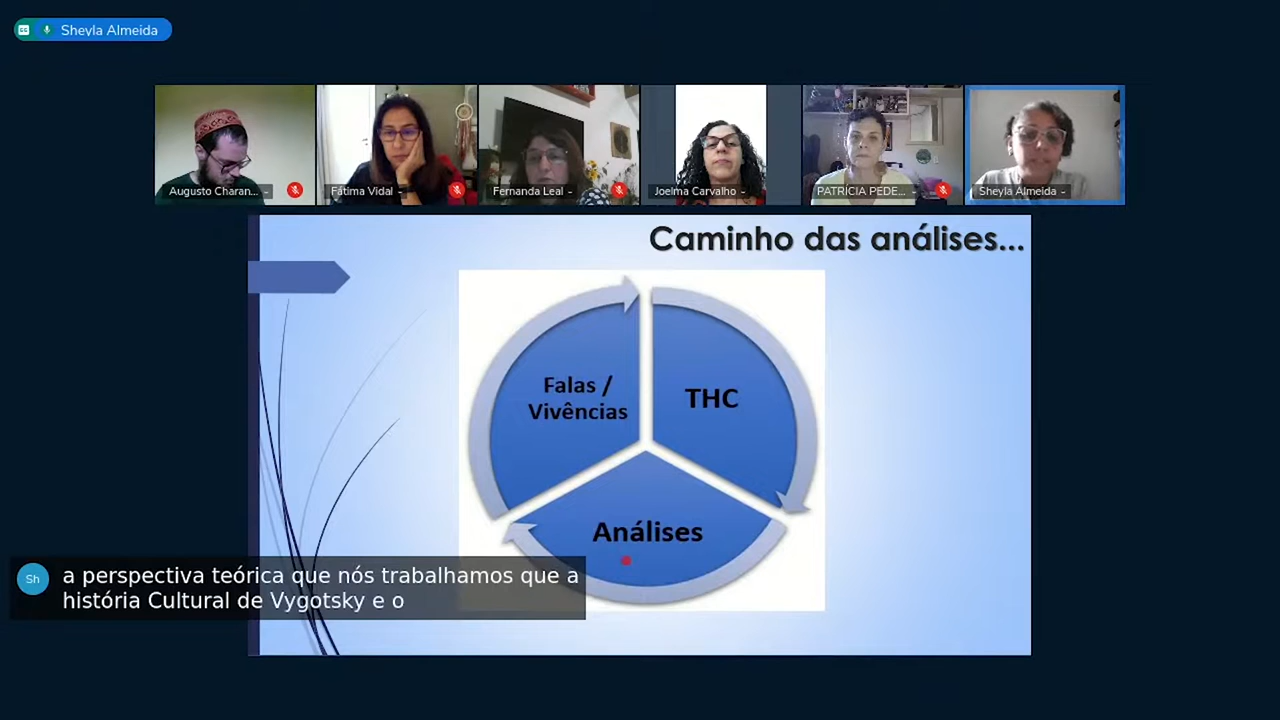 Sheyla Almeida
Augusto Charan... -
Fátima Vidal -
Fernanda Leal -
Joelma Carvalho -
PATRÍCIA PEDE... -
Sheyla Almeida -
Caminho das análises...
Falas /
Vivências
THC
Análises
Sh
a perspectiva teórica que nós trabalhamos que a
história Cultural de Vygotsky e o